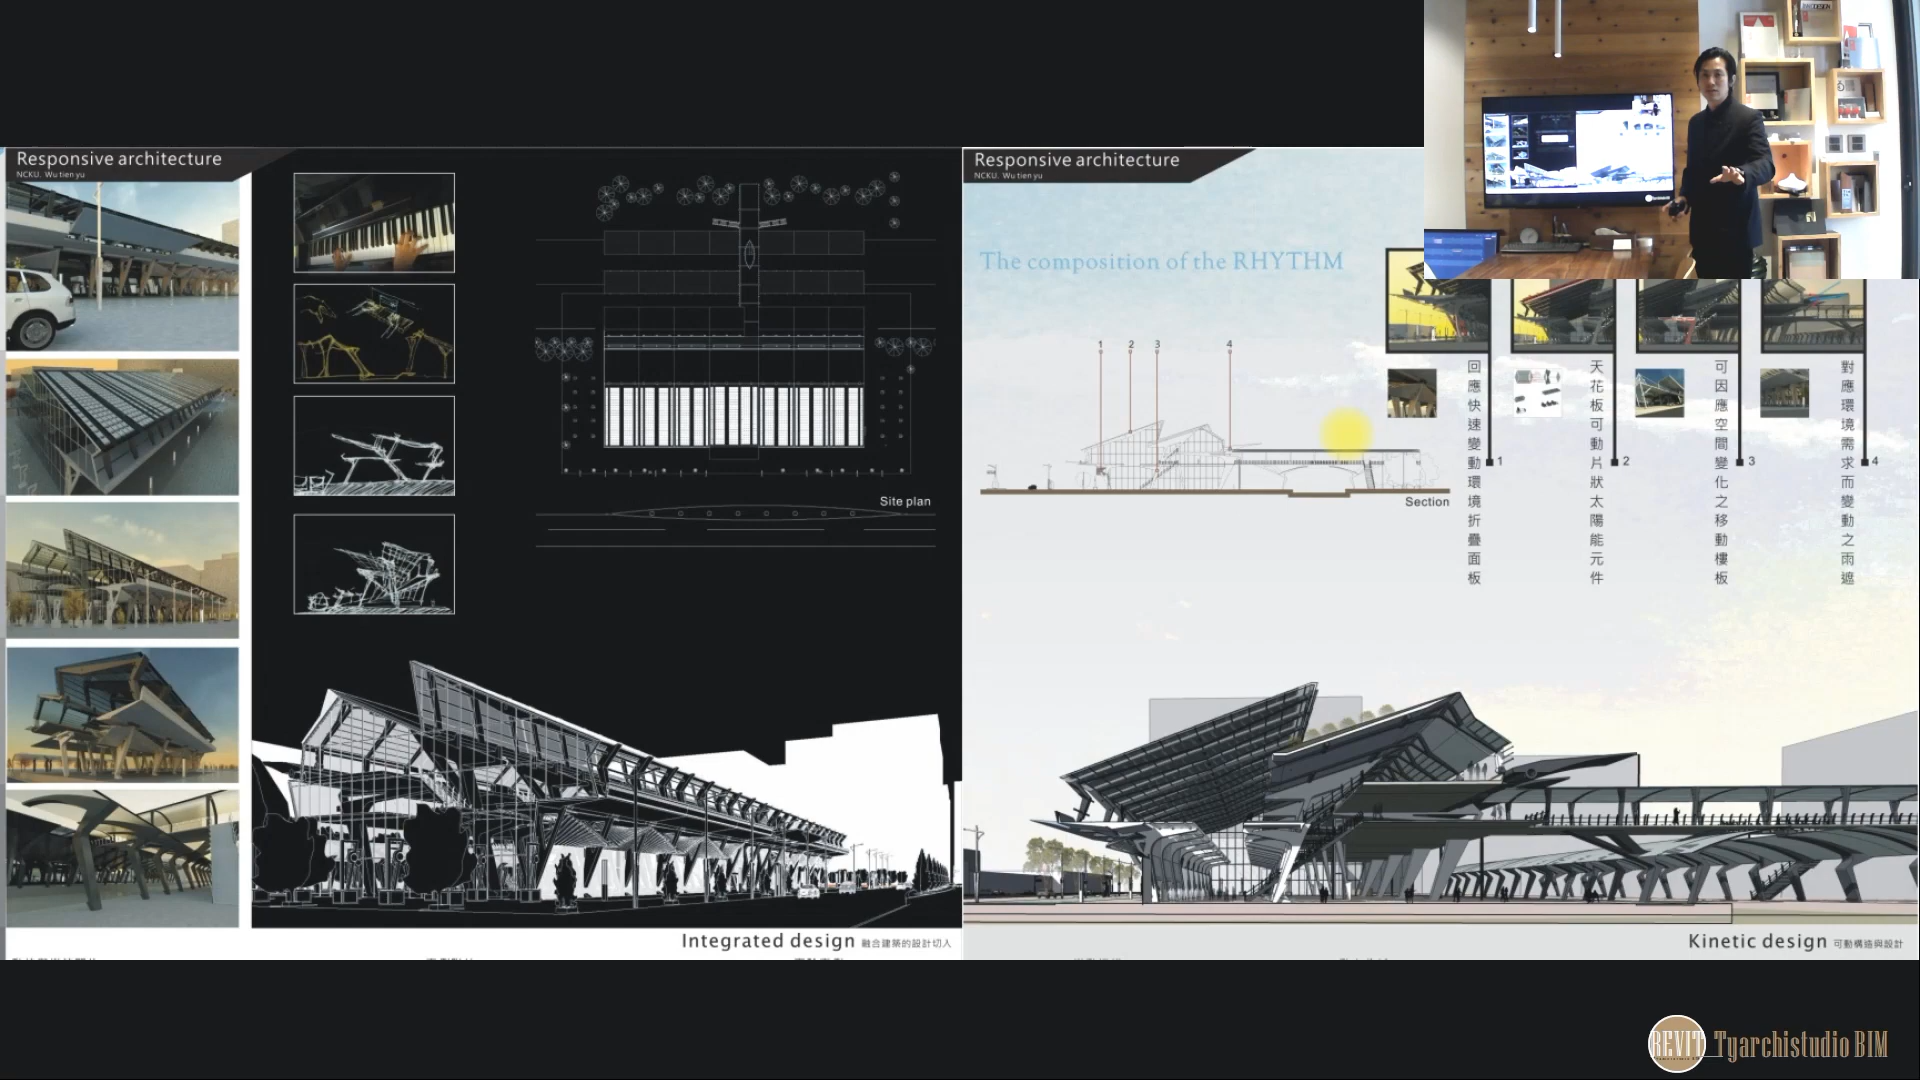 Responsive architecture
NCKU. Wu tien yu
Site plan
Integrated design 融合建築的設計切入
Responsive architecture
NCKU. Wu tien yu
The composition of the RHYTHM
1 2 3 4
Section
回應快速變動環境折疊面板
1
天花板可動片狀太陽能元件
2
可因應空間變化之移動樓板
3
對應環境需求而變動之雨遮
4
Kinetic design 可動構造與設計
REVIT Tyarchistudio BIM